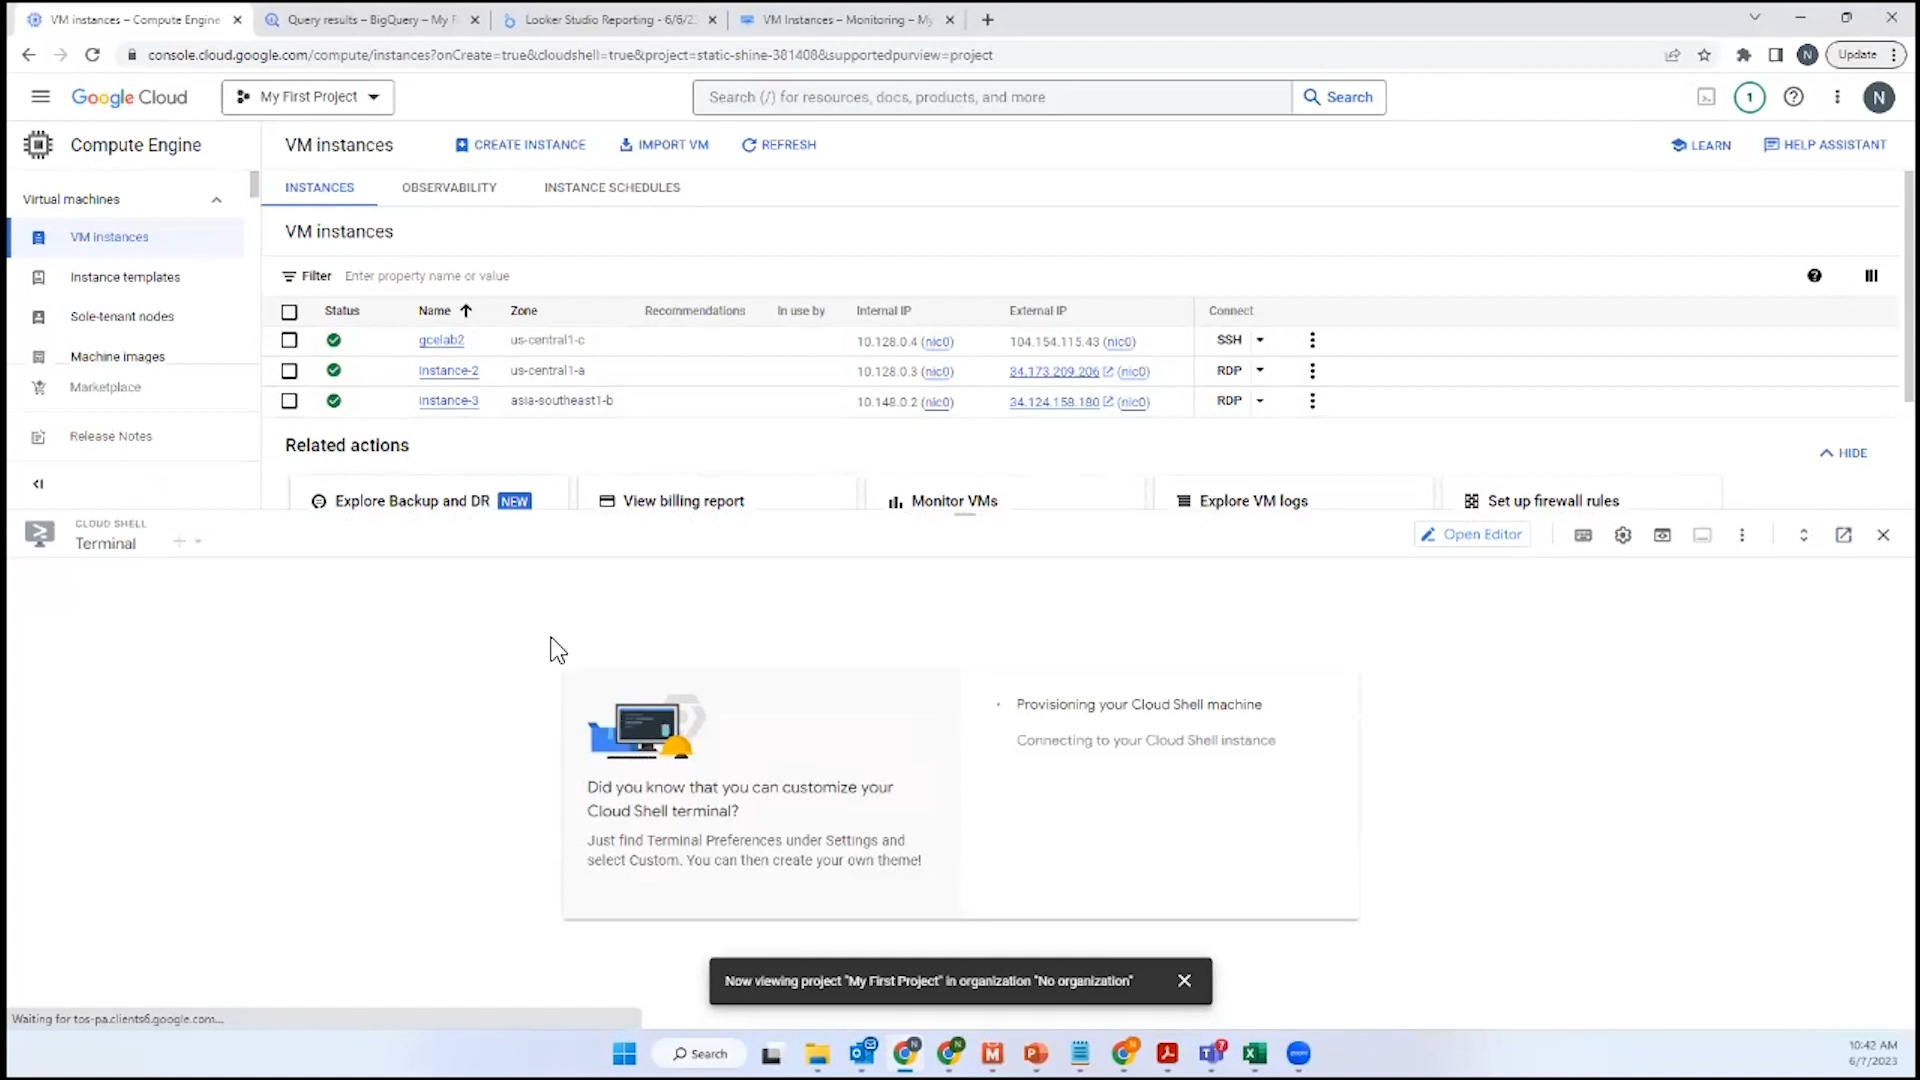 VM instances – Compute Engine
Query results – BigQuery – My F
Looker Studio Reporting - 6/6/2
VM Instances – Monitoring – My
console.cloud.google.com/compute/instances?onCreate=true&cloudshell=true&project=static-shine-381408&supportedpurview=project
N
Update
Google Cloud
My First Project
Search (/) for resources, docs, products, and more
Search
1
N
Compute Engine
VM instances
CREATE INSTANCE
IMPORT VM
REFRESH
LEARN
HELP ASSISTANT
INSTANCES
OBSERVABILITY
INSTANCE SCHEDULES
Virtual machines
VM instances
Instance templates
Sole-tenant nodes
Machine images
Marketplace
Release Notes
VM instances
Filter Enter property name or value
Status Name Zone Recommendations In use by Internal IP External IP Connect
gcelab2 us-central1-c 10.128.0.4 (nic0) 104.154.115.43 (nic0) SSH
instance-2 us-central1-a 10.128.0.3 (nic0) 34.173.209.206 (nic0) RDP
instance-3 asia-southeast1-b 10.148.0.2 (nic0) 34.124.158.180 (nic0) RDP
Related actions
HIDE
Explore Backup and DR NEW
View billing report
Monitor VMs
Explore VM logs
Set up firewall rules
CLOUD SHELL
Terminal
Open Editor
Provisioning your Cloud Shell machine
Connecting to your Cloud Shell instance
Did you know that you can customize your
Cloud Shell terminal?
Just find Terminal Preferences under Settings and
select Custom. You can then create your own theme!
Now viewing project "My First Project" in organization "No organization"
Waiting for tos-pa.clients6.google.com...
Search
7
zoom
10:42 AM
6/7/2023